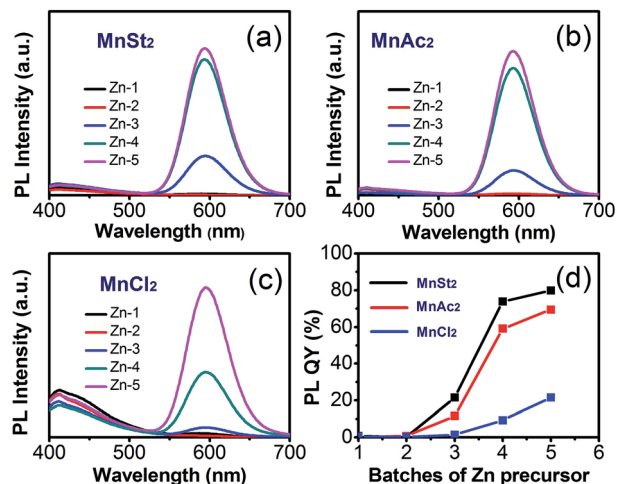 (a)
MnSt2
Zn-1
Zn-2
Zn-3
Zn-4
Zn-5
PL Intensity (a.u.)
400 500 600 700
Wavelength (nm)
(b)
MnAc2
Zn-1
Zn-2
Zn-3
Zn-4
Zn-5
PL Intensity (a.u.)
400 500 600 700
Wavelength (nm)
(c)
MnCl2
Zn-1
Zn-2
Zn-3
Zn-4
Zn-5
PL Intensity (a.u.)
400 500 600 700
Wavelength (nm)
(d)
MnSt2
MnAc2
MnCl2
PL QY (%)
100
80
60
40
20
0
1 2 3 4 5 6
Batches of Zn precursor